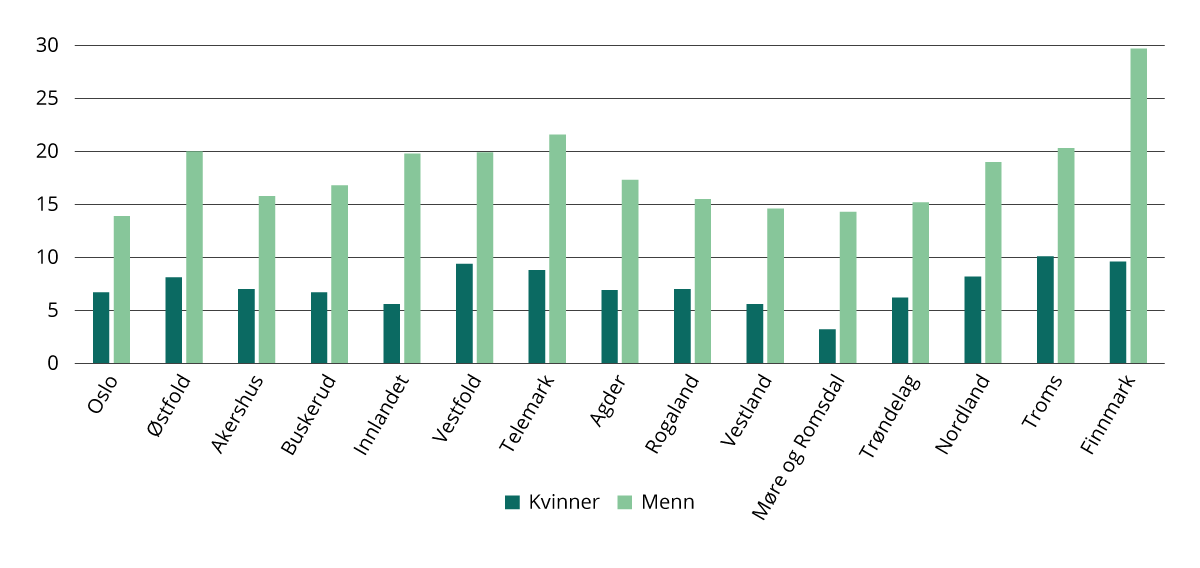 30
25
20
15
10
5
0
Oslo
Østfold
Akershus
Buskerud
Innlandet
Vestfold
Telemark
Agder
Rogaland
Vestland
Møre og Romsdal
Trøndelag
Nordland
Troms
Finnmark
Kvinner Menn